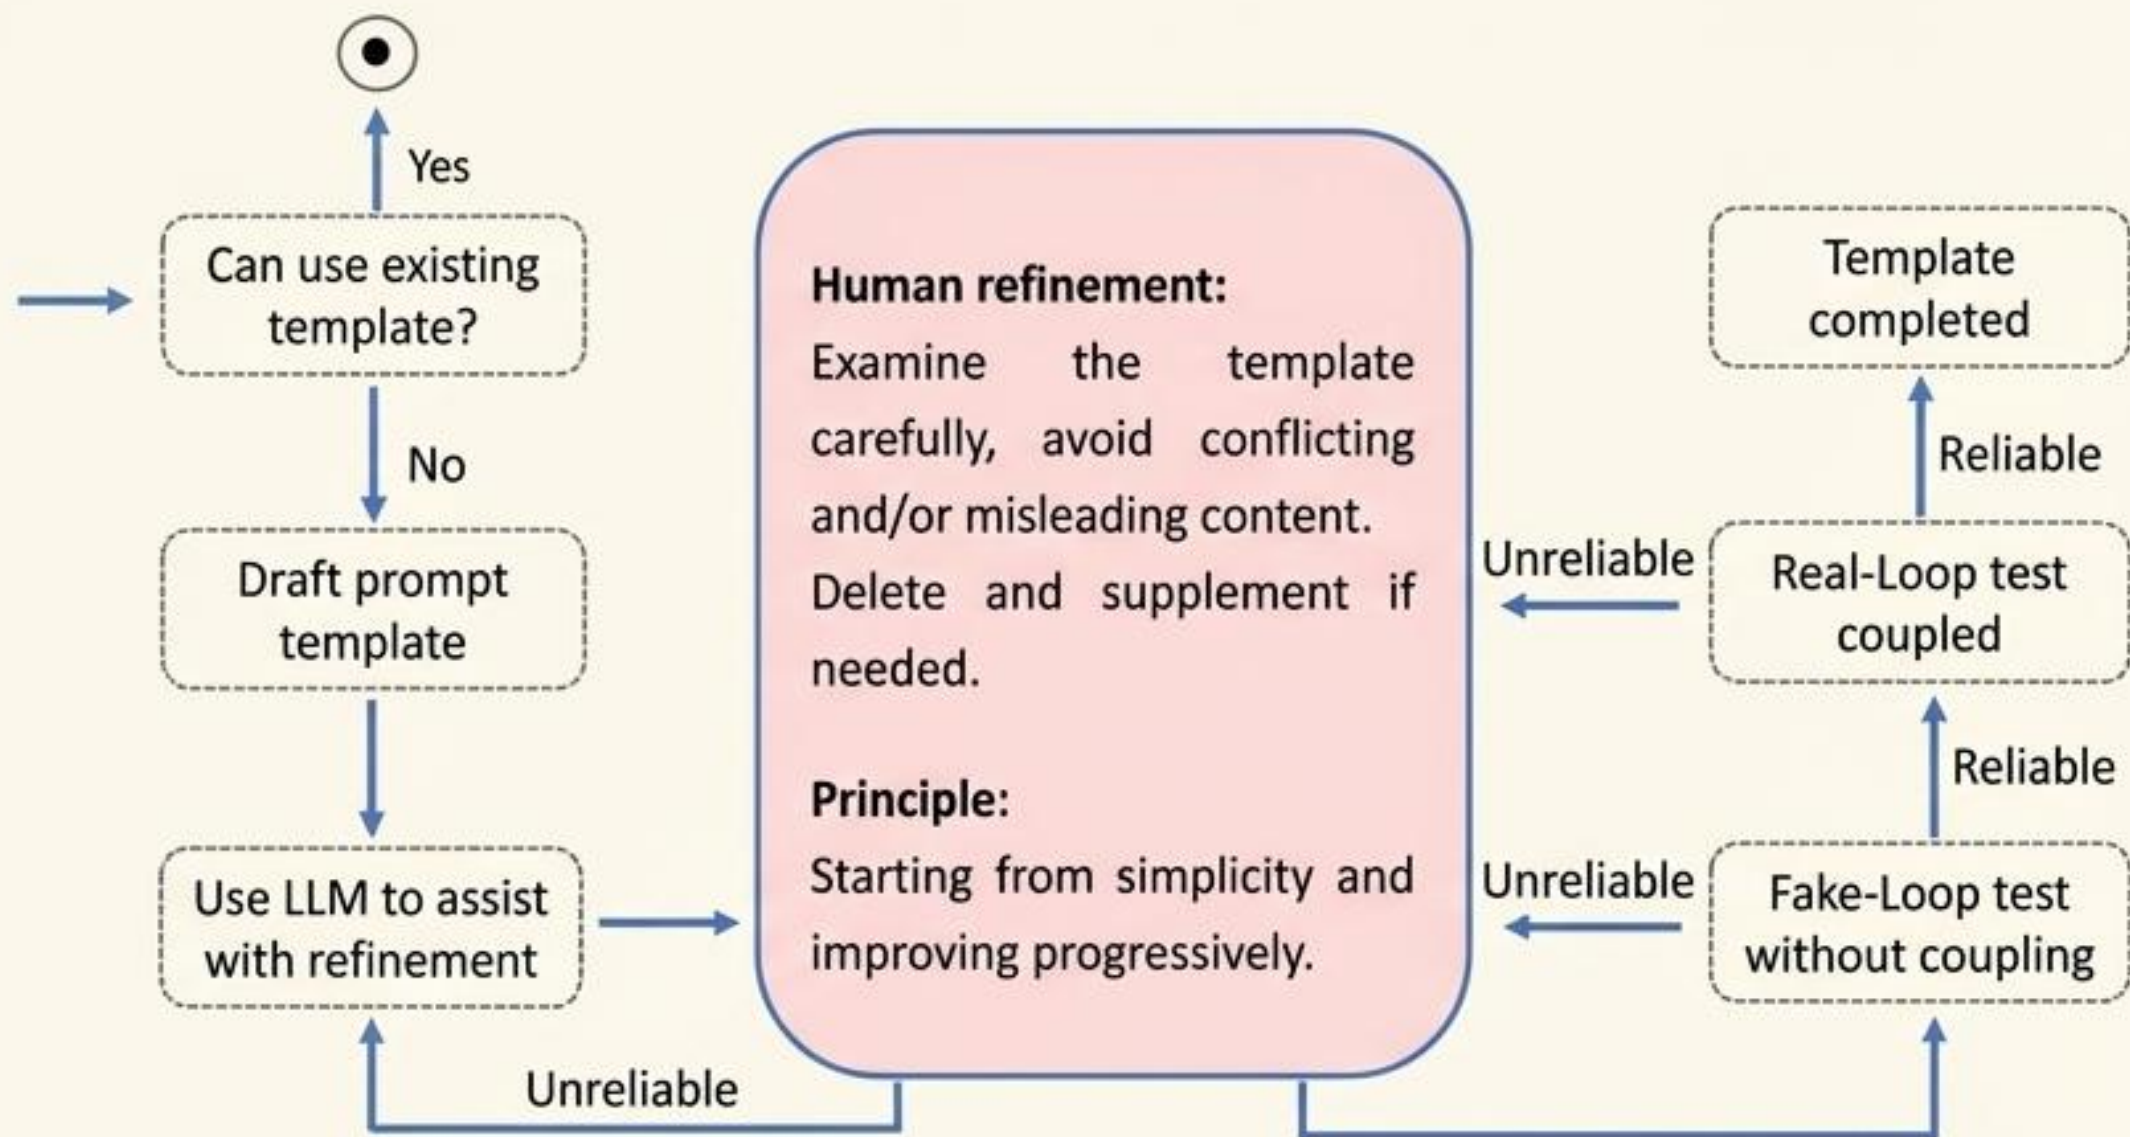 Yes
Can use existing
template?
No
Draft prompt
template
Use LLM to assist
with refinement
Unreliable
Human refinement:
Examine the template
carefully, avoid conflicting
and/or misleading content.
Delete and supplement if
needed.
Principle:
Starting from simplicity and
improving progressively.
Template
completed
Reliable
Unreliable
Real-Loop test
coupled
Reliable
Unreliable
Fake-Loop test
without coupling